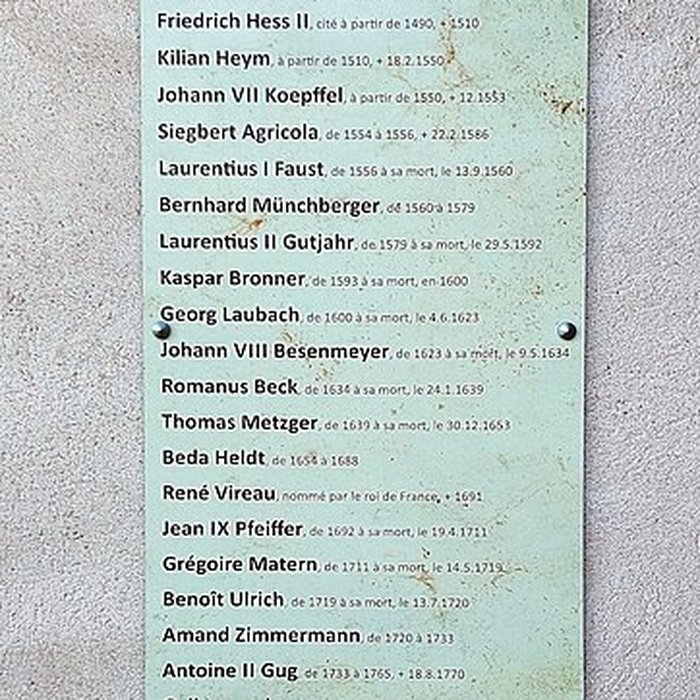 Friedrich Hess II, cité à partir de 1490, + 1510
Kilian Heym, à partir de 1510, + 18.2.1550
Johann VII Koepffel, à partir de 1550, + 12.1553
Siegbert Agricola, de 1554 à 1556, + 22.2.1586
Laurentius I Faust, de 1556 à sa mort, le 13.9.1560
Bernhard Münchberger, de 1560 à 1579
Laurentius II Gutjahr, de 1579 à sa mort, le 29.5.1592
Kaspar Bronner, de 1593 à sa mort, en 1600
Georg Laubach, de 1600 à sa mort, le 4.6.1623
Johann VIII Besenmeyer, de 1623 à sa mort, le 9.5.1634
Romanus Beck, de 1634 à sa mort, le 24.1.1639
Thomas Metzger, de 1639 à sa mort, le 30.12.1653
Beda Heldt, de 1654 à 1688
René Vireau, nommé par le roi de France, + 1691
Jean IX Pfeiffer, de 1692 à sa mort, le 19.4.1711
Grégoire Matern, de 1711 à sa mort, le 14.5.1719
Benoît Ulrich, de 1719 à sa mort, le 13.7.1720
Amand Zimmermann, de 1720 à 1733
Antoine II Gug, de 1733 à 1765, + 18.8.1770